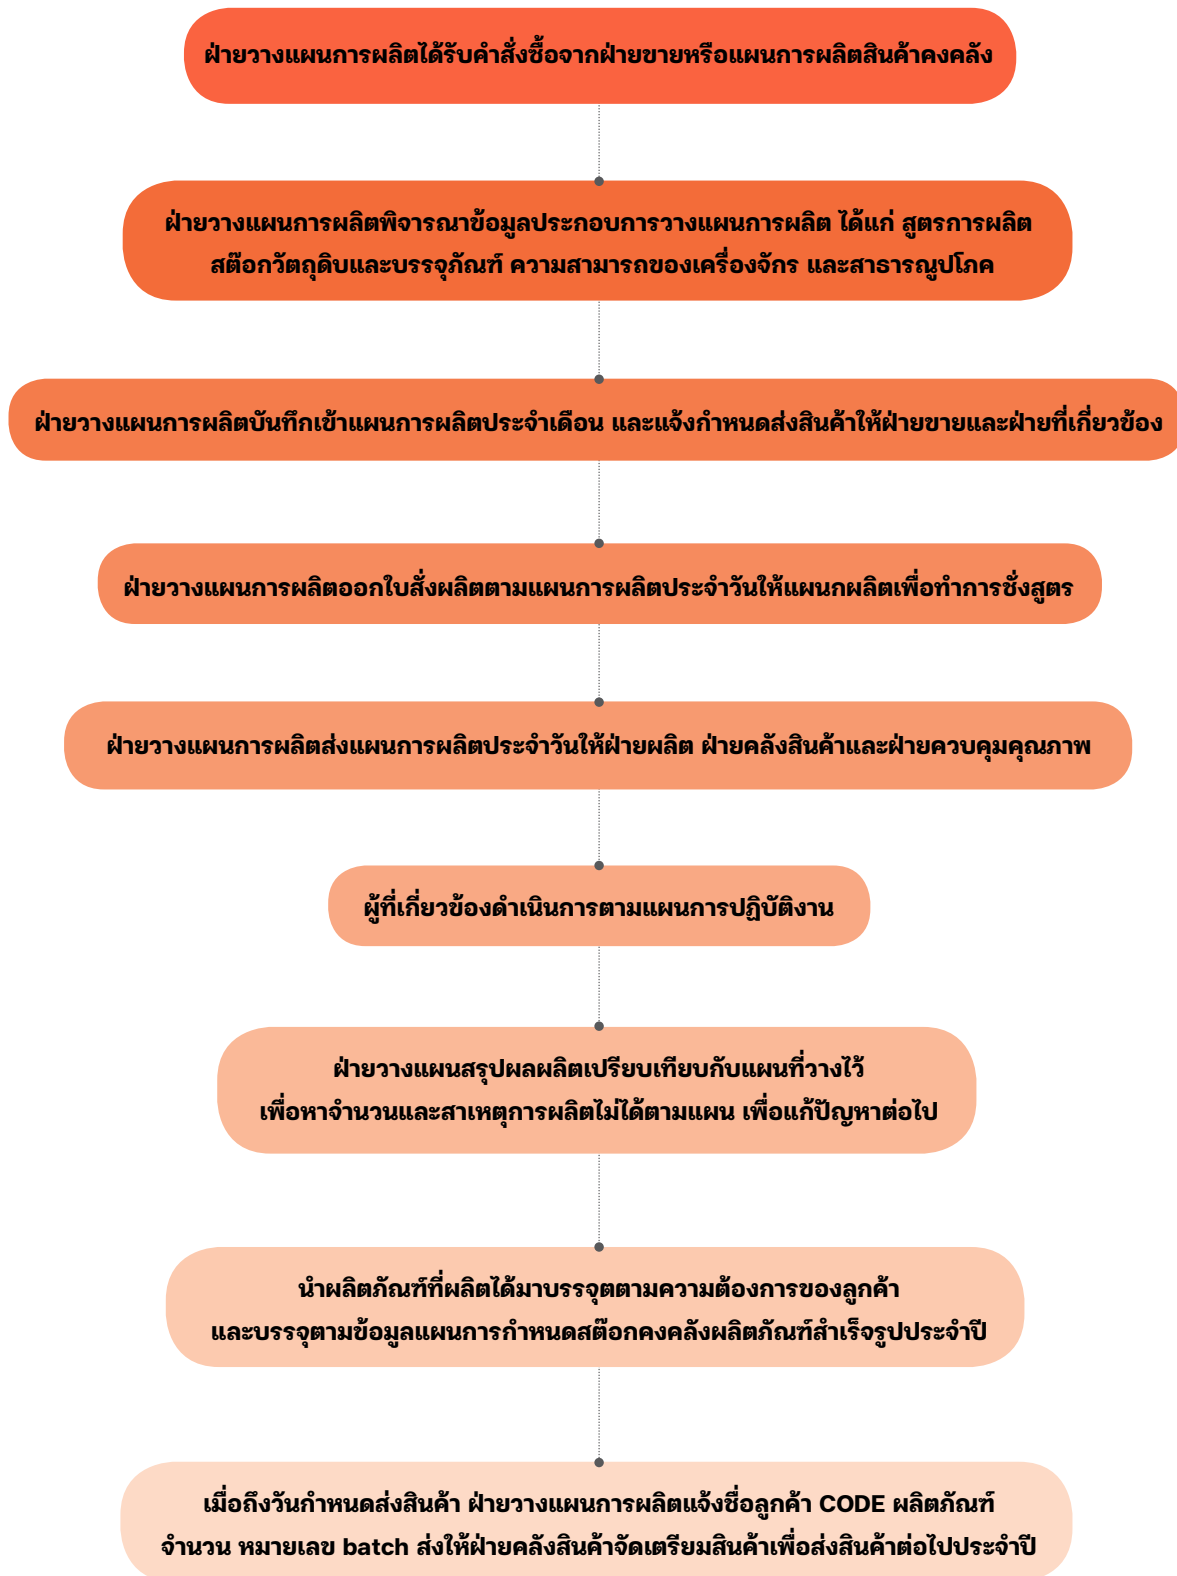 ฝ่ายวางแผนการผลิตได้รับคำสั่งซื้อจากฝ่ายขายหรือแผนการผลิตสินค้าคงคลัง
ฝ่ายวางแผนการผลิตพิจารณาข้อมูลประกอบการวางแผนการผลิต ได้แก่ สูตรการผลิต
สต๊อกวัตถุดิบและบรรจุภัณฑ์ ความสามารถของเครื่องจักร และสาธารณูปโภค
ฝ่ายวางแผนการผลิตบันทึกเข้าแผนการผลิตประจำเดือน และแจ้งกำหนดส่งสินค้าให้ฝ่ายขายและฝ่ายที่เกี่ยวข้อง
ฝ่ายวางแผนการผลิตออกใบสั่งผลิตตามแผนการผลิตประจำวันให้แผนกผลิตเพื่อทำการชั่งสูตร
ฝ่ายวางแผนการผลิตส่งแผนการผลิตประจำวันให้ฝ่ายผลิต ฝ่ายคลังสินค้าและฝ่ายควบคุมคุณภาพ
ผู้ที่เกี่ยวข้องดำเนินการตามแผนการปฏิบัติงาน
ฝ่ายวางแผนสรุปผลผลิตเปรียบเทียบกับแผนที่วางไว้
เพื่อหาจำนวนและสาเหตุการผลิตไม่ได้ตามแผน เพื่อแก้ปัญหาต่อไป
นำผลิตภัณฑ์ที่ผลิตได้มาบรรจุตตามความต้องการของลูกค้า
และบรรจุตามข้อมูลแผนการกำหนดสต๊อกคงคลังผลิตภัณฑ์สำเร็จรูปประจำปี
เมื่อถึงวันกำหนดส่งสินค้า ฝ่ายวางแผนการผลิตแจ้งชื่อลูกค้า CODE ผลิตภัณฑ์
จำนวน หมายเลข batch ส่งให้ฝ่ายคลังสินค้าจัดเตรียมสินค้าเพื่อส่งสินค้าต่อไปประจำปี